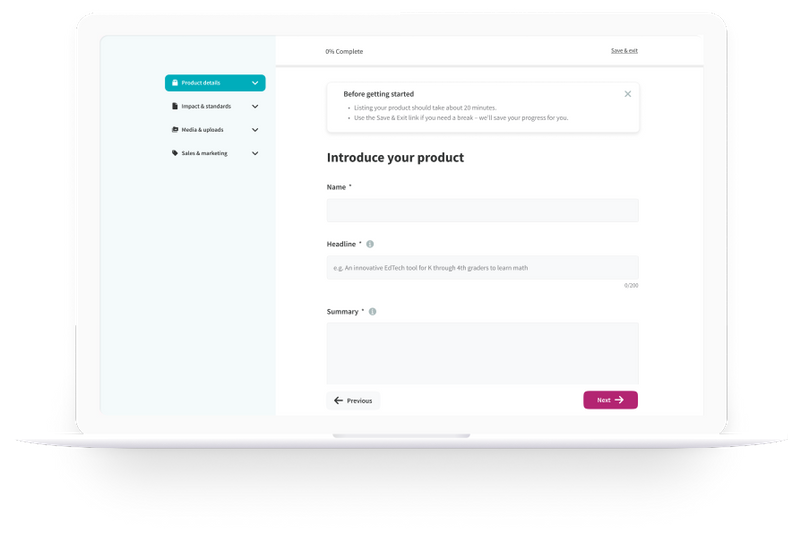 0% Complete
Save & exit
Product details
Impact & standards
Media & uploads
Sales & marketing
Before getting started
• Listing your product should take about 20 minutes.
• Use the Save & Exit link if you need a break – we'll save your progress for you.
Introduce your product
Name *
Headline *
e.g. An innovative EdTech tool for K through 4th graders to learn math
0/200
Summary *
Previous
Next